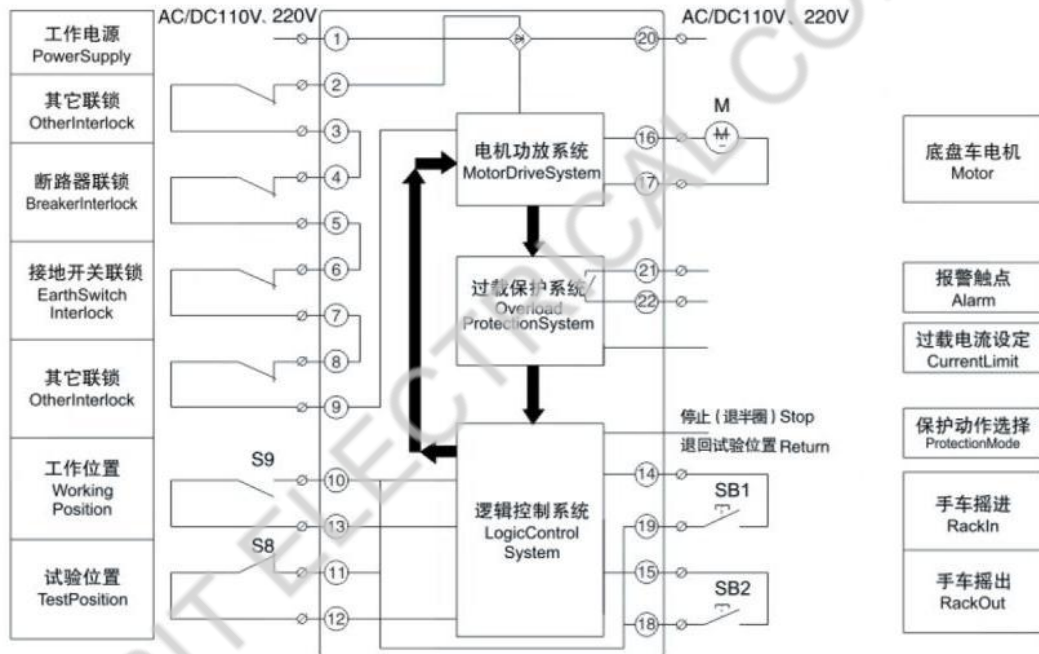 AC/DC110V、220V
AC/DC110V、220V
工作电源
PowerSupply
其它联锁
OtherInterlock
断路器联锁
BreakerInterlock
接地开关联锁
EarthSwitch
Interlock
其它联锁
OtherInterlock
工作位置
Working
Position
试验位置
TestPosition
S9
S8
1
2
3
4
5
6
7
8
9
10
13
11
12
电机功放系统
MotorDriveSystem
过载保护系统
Overload
ProtectionSystem
逻辑控制系统
LogicControl
System
20
16
17
21
22
14
19
15
18
M
M
停止(退半圈)Stop
退回试验位置 Return
SB1
SB2
底盘车电机
Motor
报警触点
Alarm
过载电流设定
CurrentLimit
保护动作选择
ProtectionMode
手车摇进
RackIn
手车摇出
RackOut